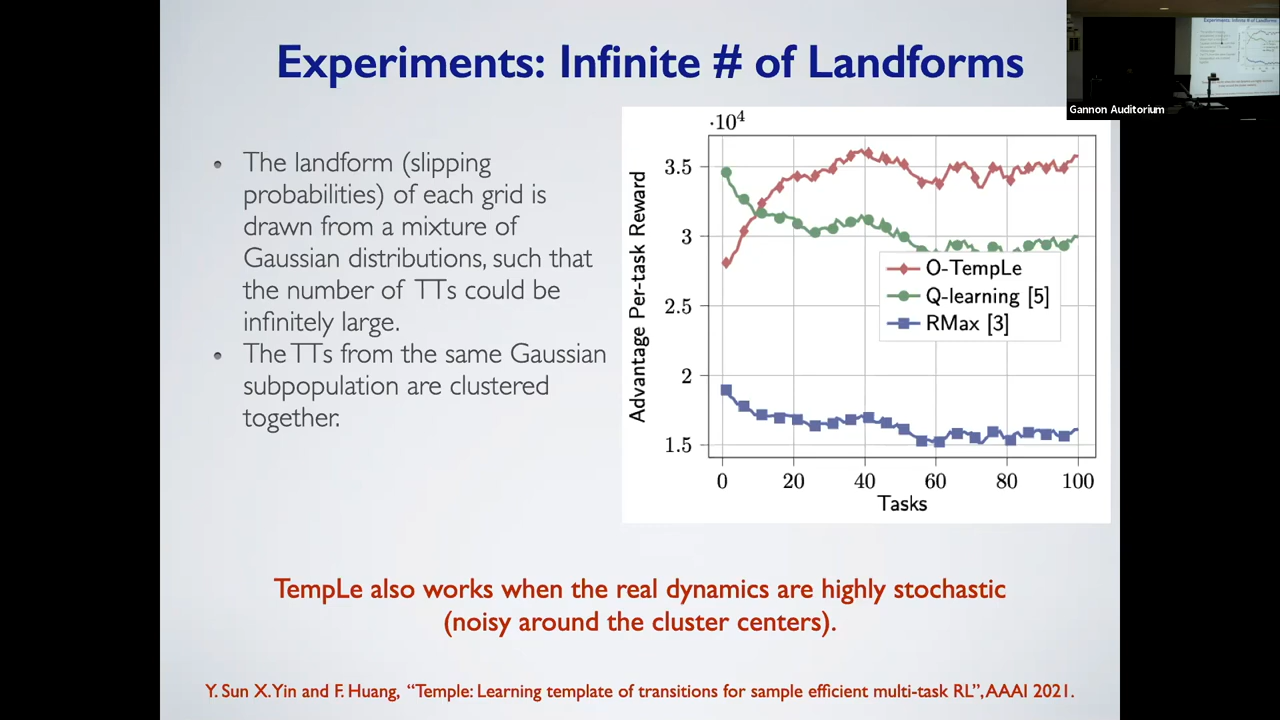 Experiments: Infinite # of Landforms
Gannon Auditorium
• The landform (slipping
probabilities) of each grid is
drawn from a mixture of
Gaussian distributions, such that
the number of TTs could be
infinitely large.
• The TTs from the same Gaussian
subpopulation are clustered
together.
·10⁴
Advantage Per-task Reward
3.5
3
2.5
2
1.5
O-TempLe
Q-learning [5]
RMax [3]
0 20 40 60 80 100
Tasks
TempLe also works when the real dynamics are highly stochastic
(noisy around the cluster centers).
Y. Sun X. Yin and F. Huang, “Temple: Learning template of transitions for sample efficient multi-task RL”, AAAI 2021.